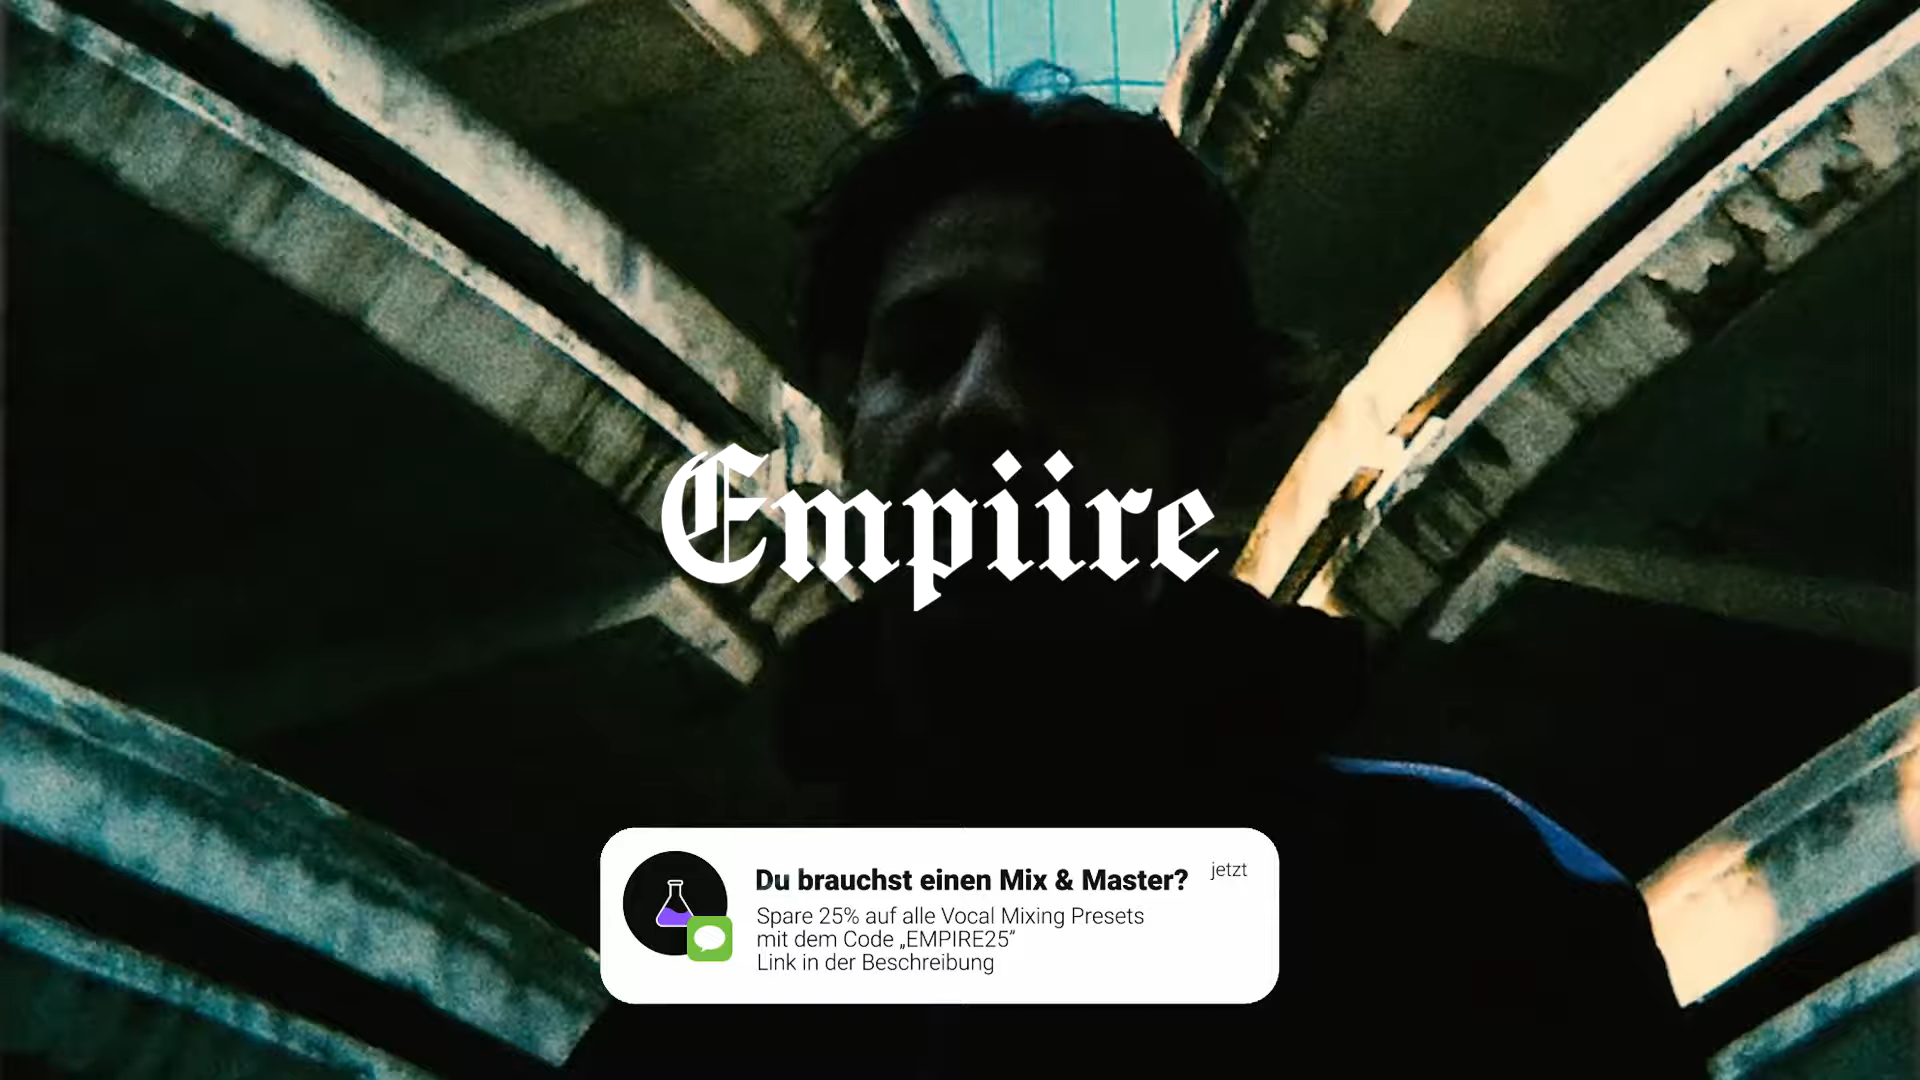 Empiire
Du brauchst einen Mix & Master?
jetzt
Spare 25% auf alle Vocal Mixing Presets
mit dem Code „EMPIRE25”
Link in der Beschreibung